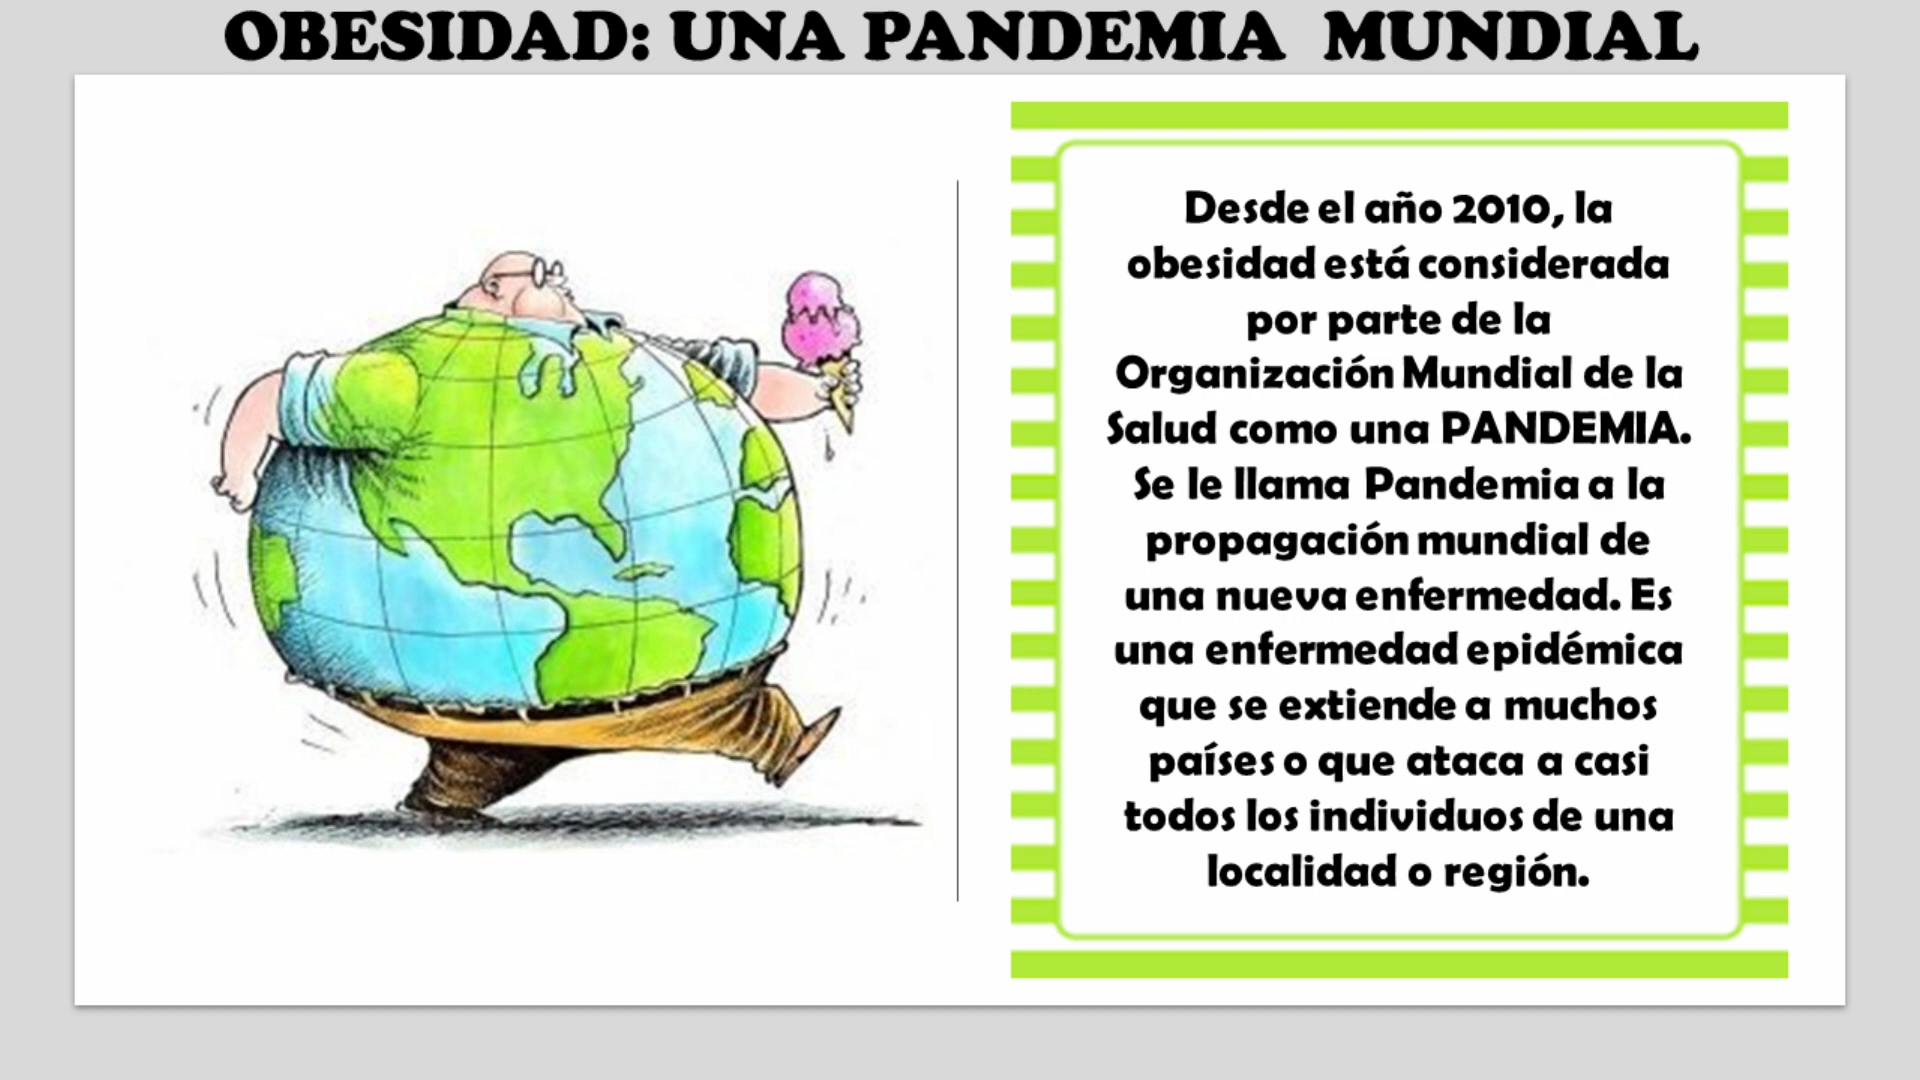 OBESIDAD: UNA PANDEMIA MUNDIAL
Desde el año 2010, la
obesidad está considerada
por parte de la
Organización Mundial de la
Salud como una PANDEMIA.
Se le llama Pandemia a la
propagación mundial de
una nueva enfermedad. Es
una enfermedad epidémica
que se extiende a muchos
países o que ataca a casi
todos los individuos de una
localidad o región.